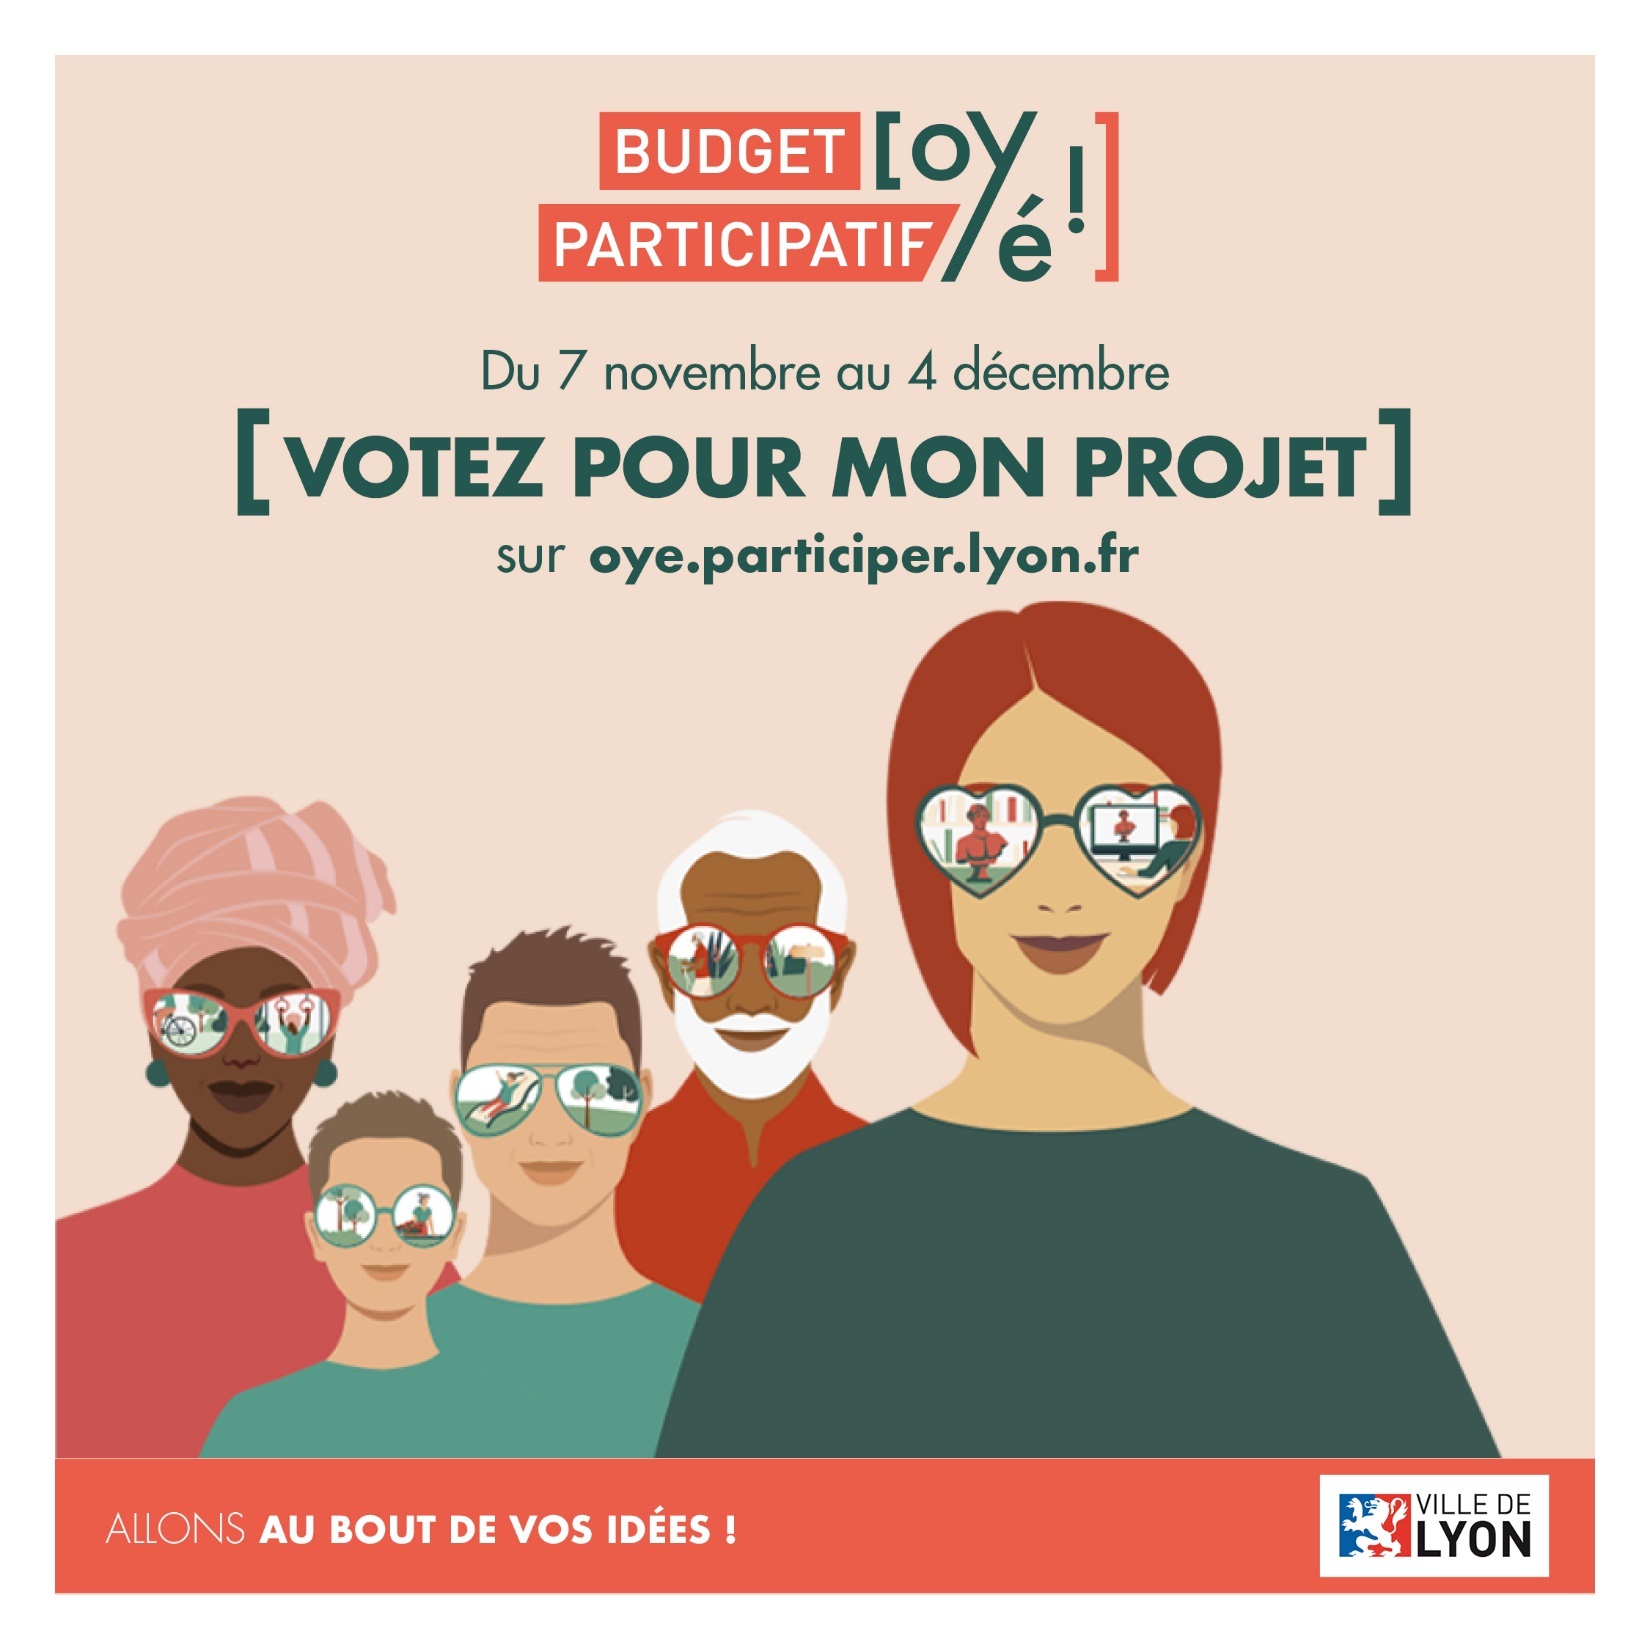 BUDGET [oyé!]
PARTICIPATIF
Du 7 novembre au 4 décembre
[VOTEZ POUR MON PROJET]
sur oye.participer.lyon.fr
ALLONS AU BOUT DE VOS IDÉES !
VILLE DE
LYON